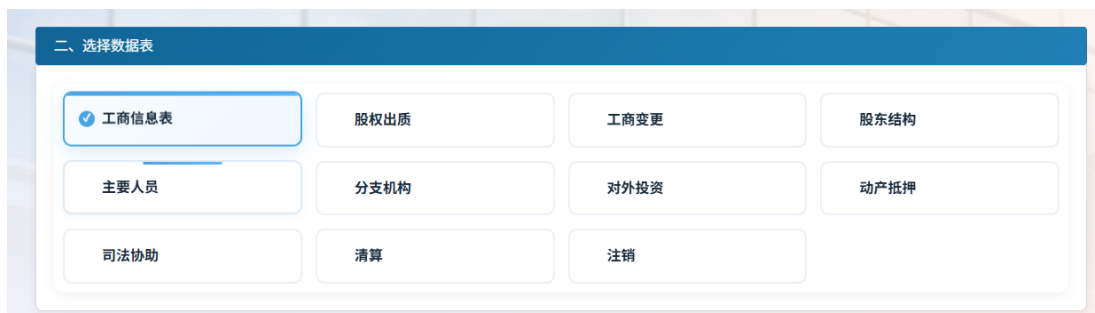 二、选择数据表
工商信息表
股权出质
工商变更
股东结构
主要人员
分支机构
对外投资
动产抵押
司法协助
清算
注销